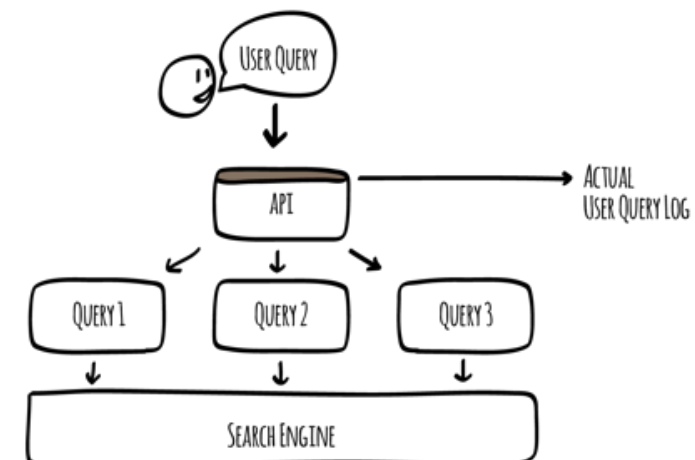 User Query
API
Actual
User Query Log
Query 1
Query 2
Query 3
Search Engine